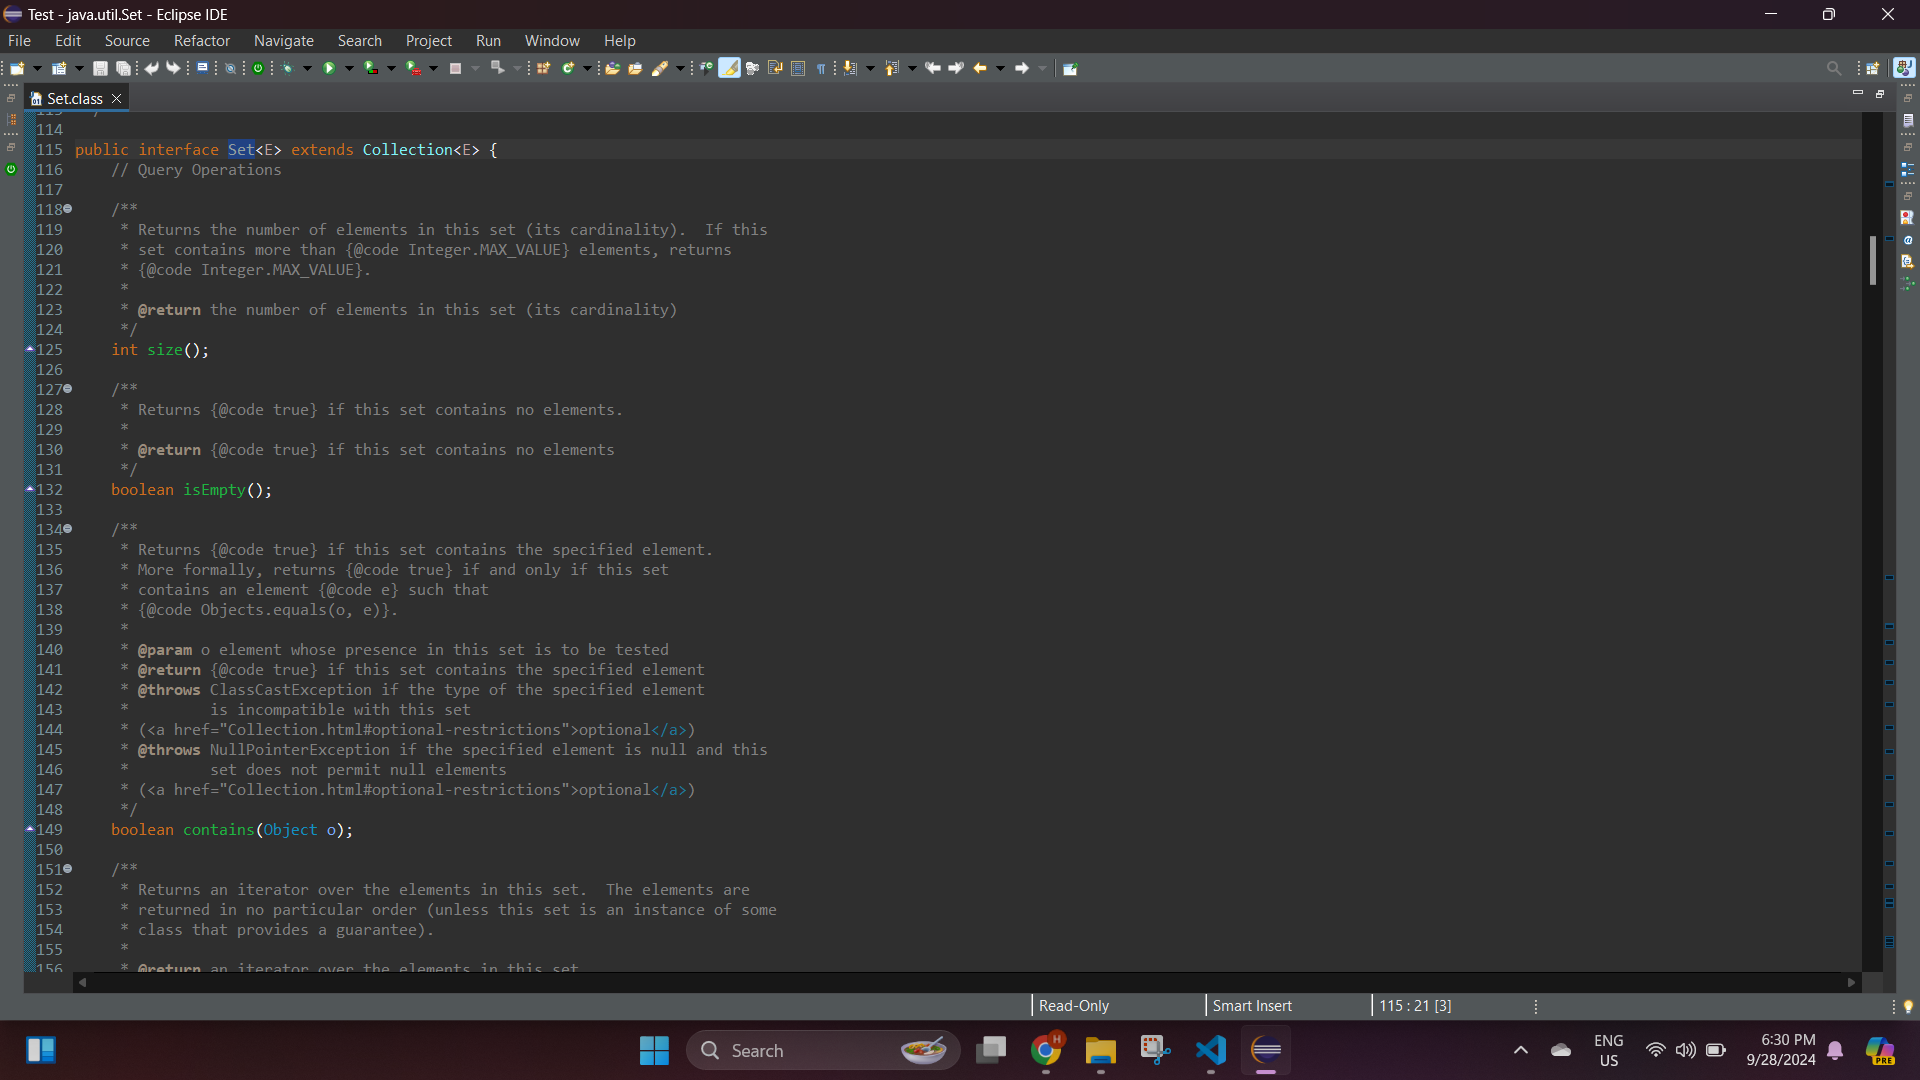 Test - java.util.Set - Eclipse IDE
File Edit Source Refactor Navigate Search Project Run Window Help
Set.class
114
115 public interface Set<E> extends Collection<E> {
116 // Query Operations
117
118 /**
119 * Returns the number of elements in this set (its cardinality).  If this
120 * set contains more than {@code Integer.MAX_VALUE} elements, returns
121 * {@code Integer.MAX_VALUE}.
122 *
123 * @return the number of elements in this set (its cardinality)
124 */
125 int size();
126
127 /**
128 * Returns {@code true} if this set contains no elements.
129 *
130 * @return {@code true} if this set contains no elements
131 */
132 boolean isEmpty();
133
134 /**
135 * Returns {@code true} if this set contains the specified element.
136 * More formally, returns {@code true} if and only if this set
137 * contains an element {@code e} such that
138 * {@code Objects.equals(o, e)}.
139 *
140 * @param o element whose presence in this set is to be tested
141 * @return {@code true} if this set contains the specified element
142 * @throws ClassCastException if the type of the specified element
143 *         is incompatible with this set
144 * (<a href="Collection.html#optional-restrictions">optional</a>)
145 * @throws NullPointerException if the specified element is null and this
146 *         set does not permit null elements
147 * (<a href="Collection.html#optional-restrictions">optional</a>)
148 */
149 boolean contains(Object o);
150
151 /**
152 * Returns an iterator over the elements in this set.  The elements are
153 * returned in no particular order (unless this set is an instance of some
154 * class that provides a guarantee).
155 *
156 * @return an iterator over the elements in this set
Read-Only Smart Insert 115 : 21 [3]
Search
ENG
US
6:30 PM
9/28/2024
PRE